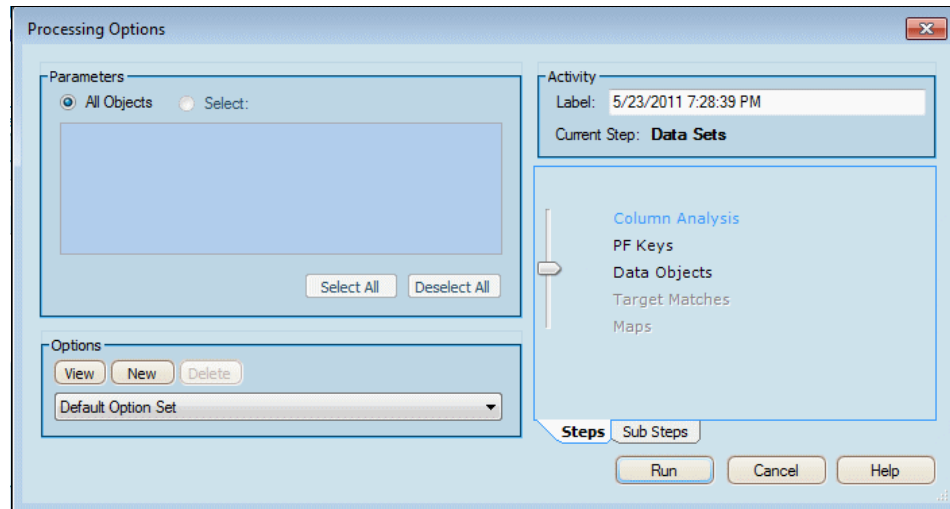 Processing Options
Parameters
All Objects Select:
Select All Deselect All
Options
View New Delete
Default Option Set
Activity
Label: 5/23/2011 7:28:39 PM
Current Step: Data Sets
Column Analysis
PF Keys
Data Objects
Target Matches
Maps
Steps Sub Steps
Run Cancel Help